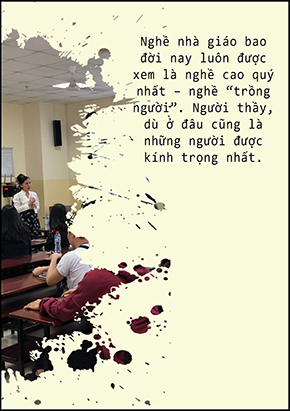 Nghề nhà giáo bao
đời nay luôn được
xem là nghề cao quý
nhất – nghề “trồng
người”. Người thầy,
dù ở đâu cũng là
những người được
kính trọng nhất.